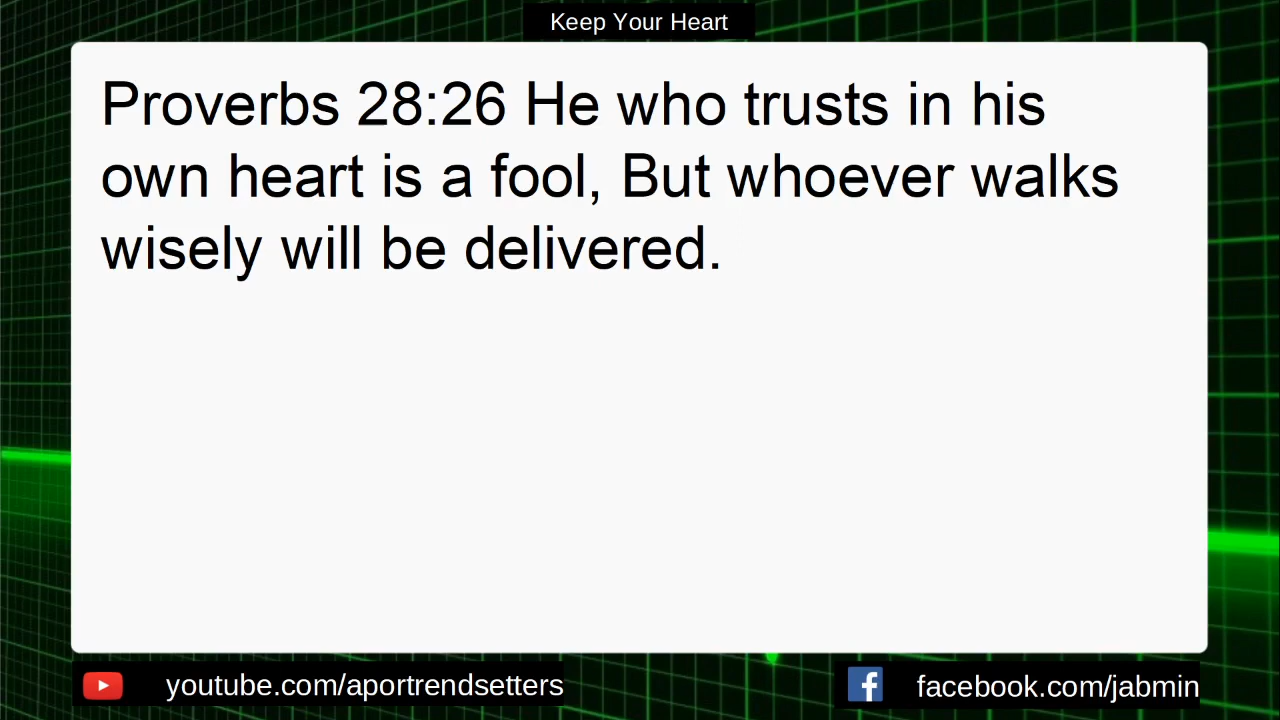 Keep Your Heart
Proverbs 28:26 He who trusts in his
own heart is a fool, But whoever walks
wisely will be delivered.
youtube.com/aportrendsetters
facebook.com/jabmin